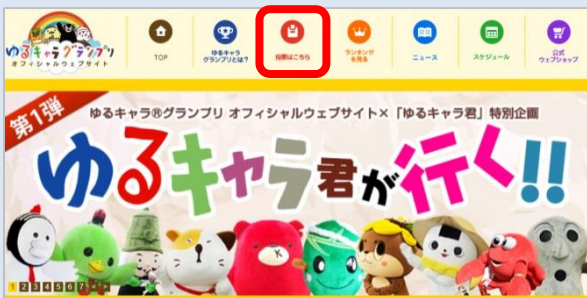 ゆるキャラグランプリ
オフィシャルウェブサイト
TOP
ゆるキャラ
グランプリとは?
投票はこちら
ランキング
を見る
ニュース
スケジュール
公式
ウェブショップ
第1弾
ゆるキャラ®グランプリ オフィシャルウェブサイト×「ゆるキャラ君」特別企画
ゆるキャラ君が行く!!
1 2 3 4 5 6 7 < >